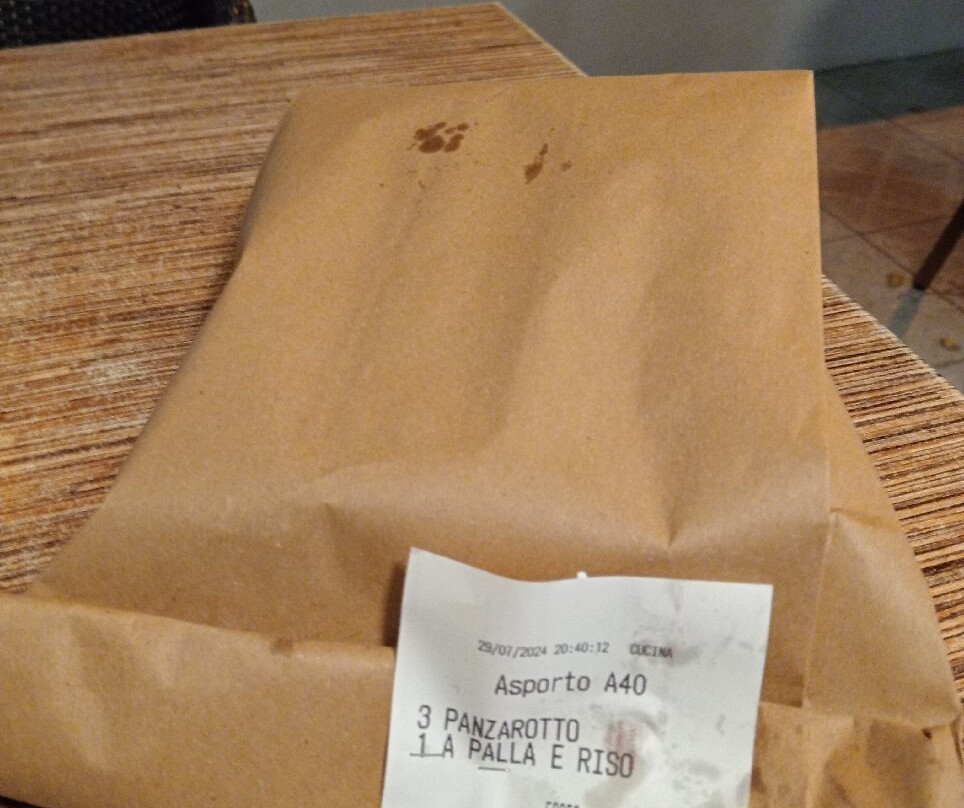 29/07/2024 20:40:12 CUCINA
Asporto A40
3 PANZAROTTO
1 A PALLA E RISO